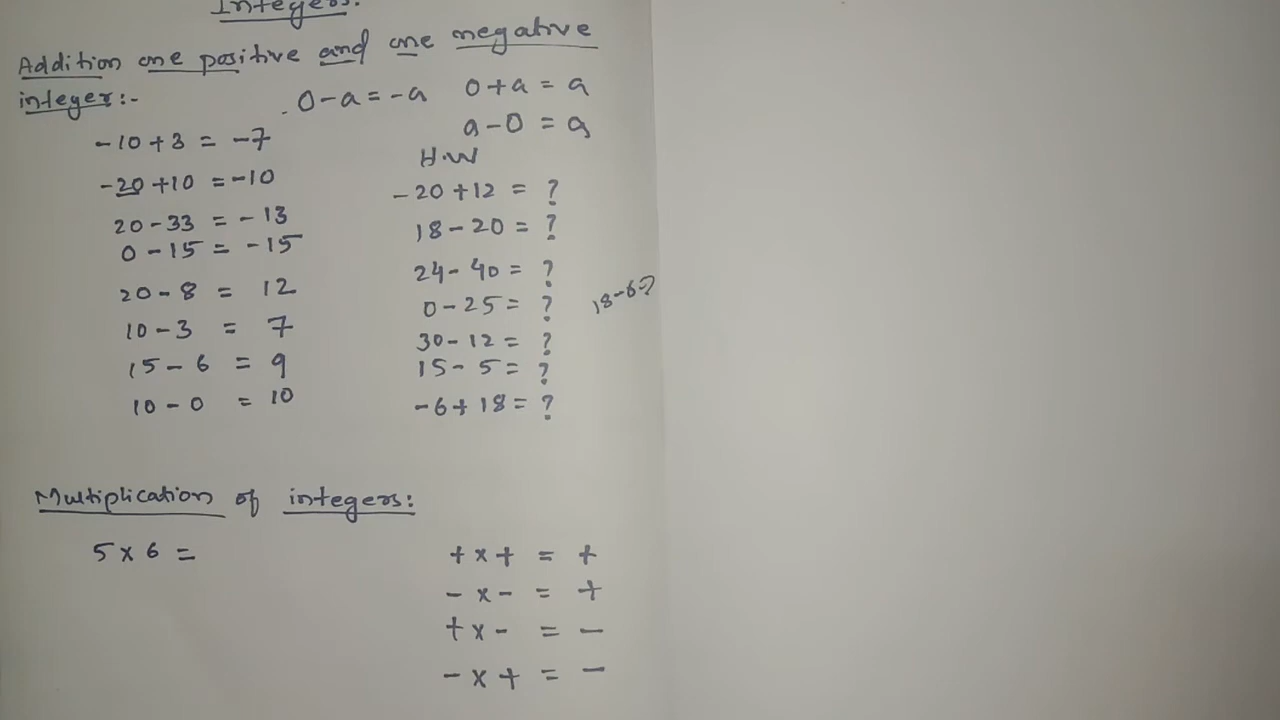 Integers:
Addition one positive and one negative
integer:-
0-a=-a 0+a=a
a-0=a
-10+3=-7
-20+10=-10
20-33=-13
0-15=-15
20-8=12
10-3=7
15-6=9
10-0=10
H.W
-20+12=?
18-20=?
24-40=?
0-25=?
30-12=?
15-5=?
-6+18=?
18-6=?
Multiplication of integers:
5x6=
+x+=+
-x-=+
+x-=-
-x+=-